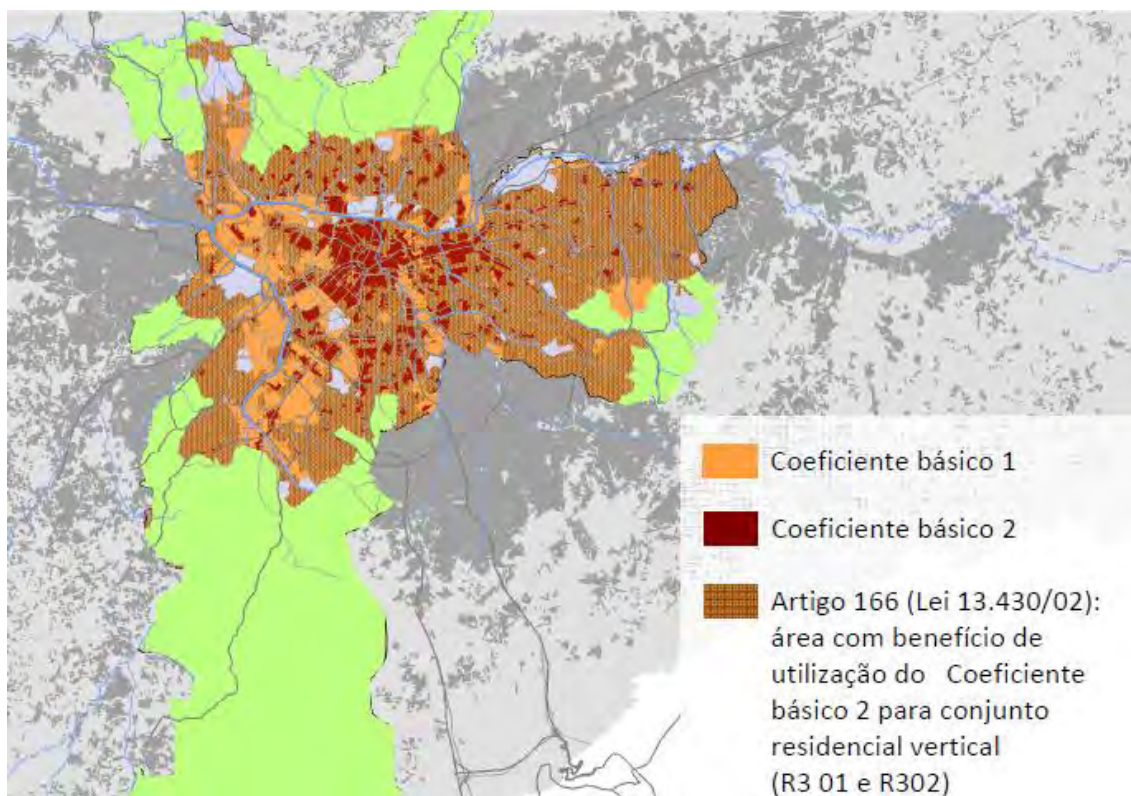 Coeficiente básico 1
Coeficiente básico 2
Artigo 166 (Lei 13.430/02):
área com benefício de
utilização do Coeficiente
básico 2 para conjunto
residencial vertical
(R3 01 e R302)